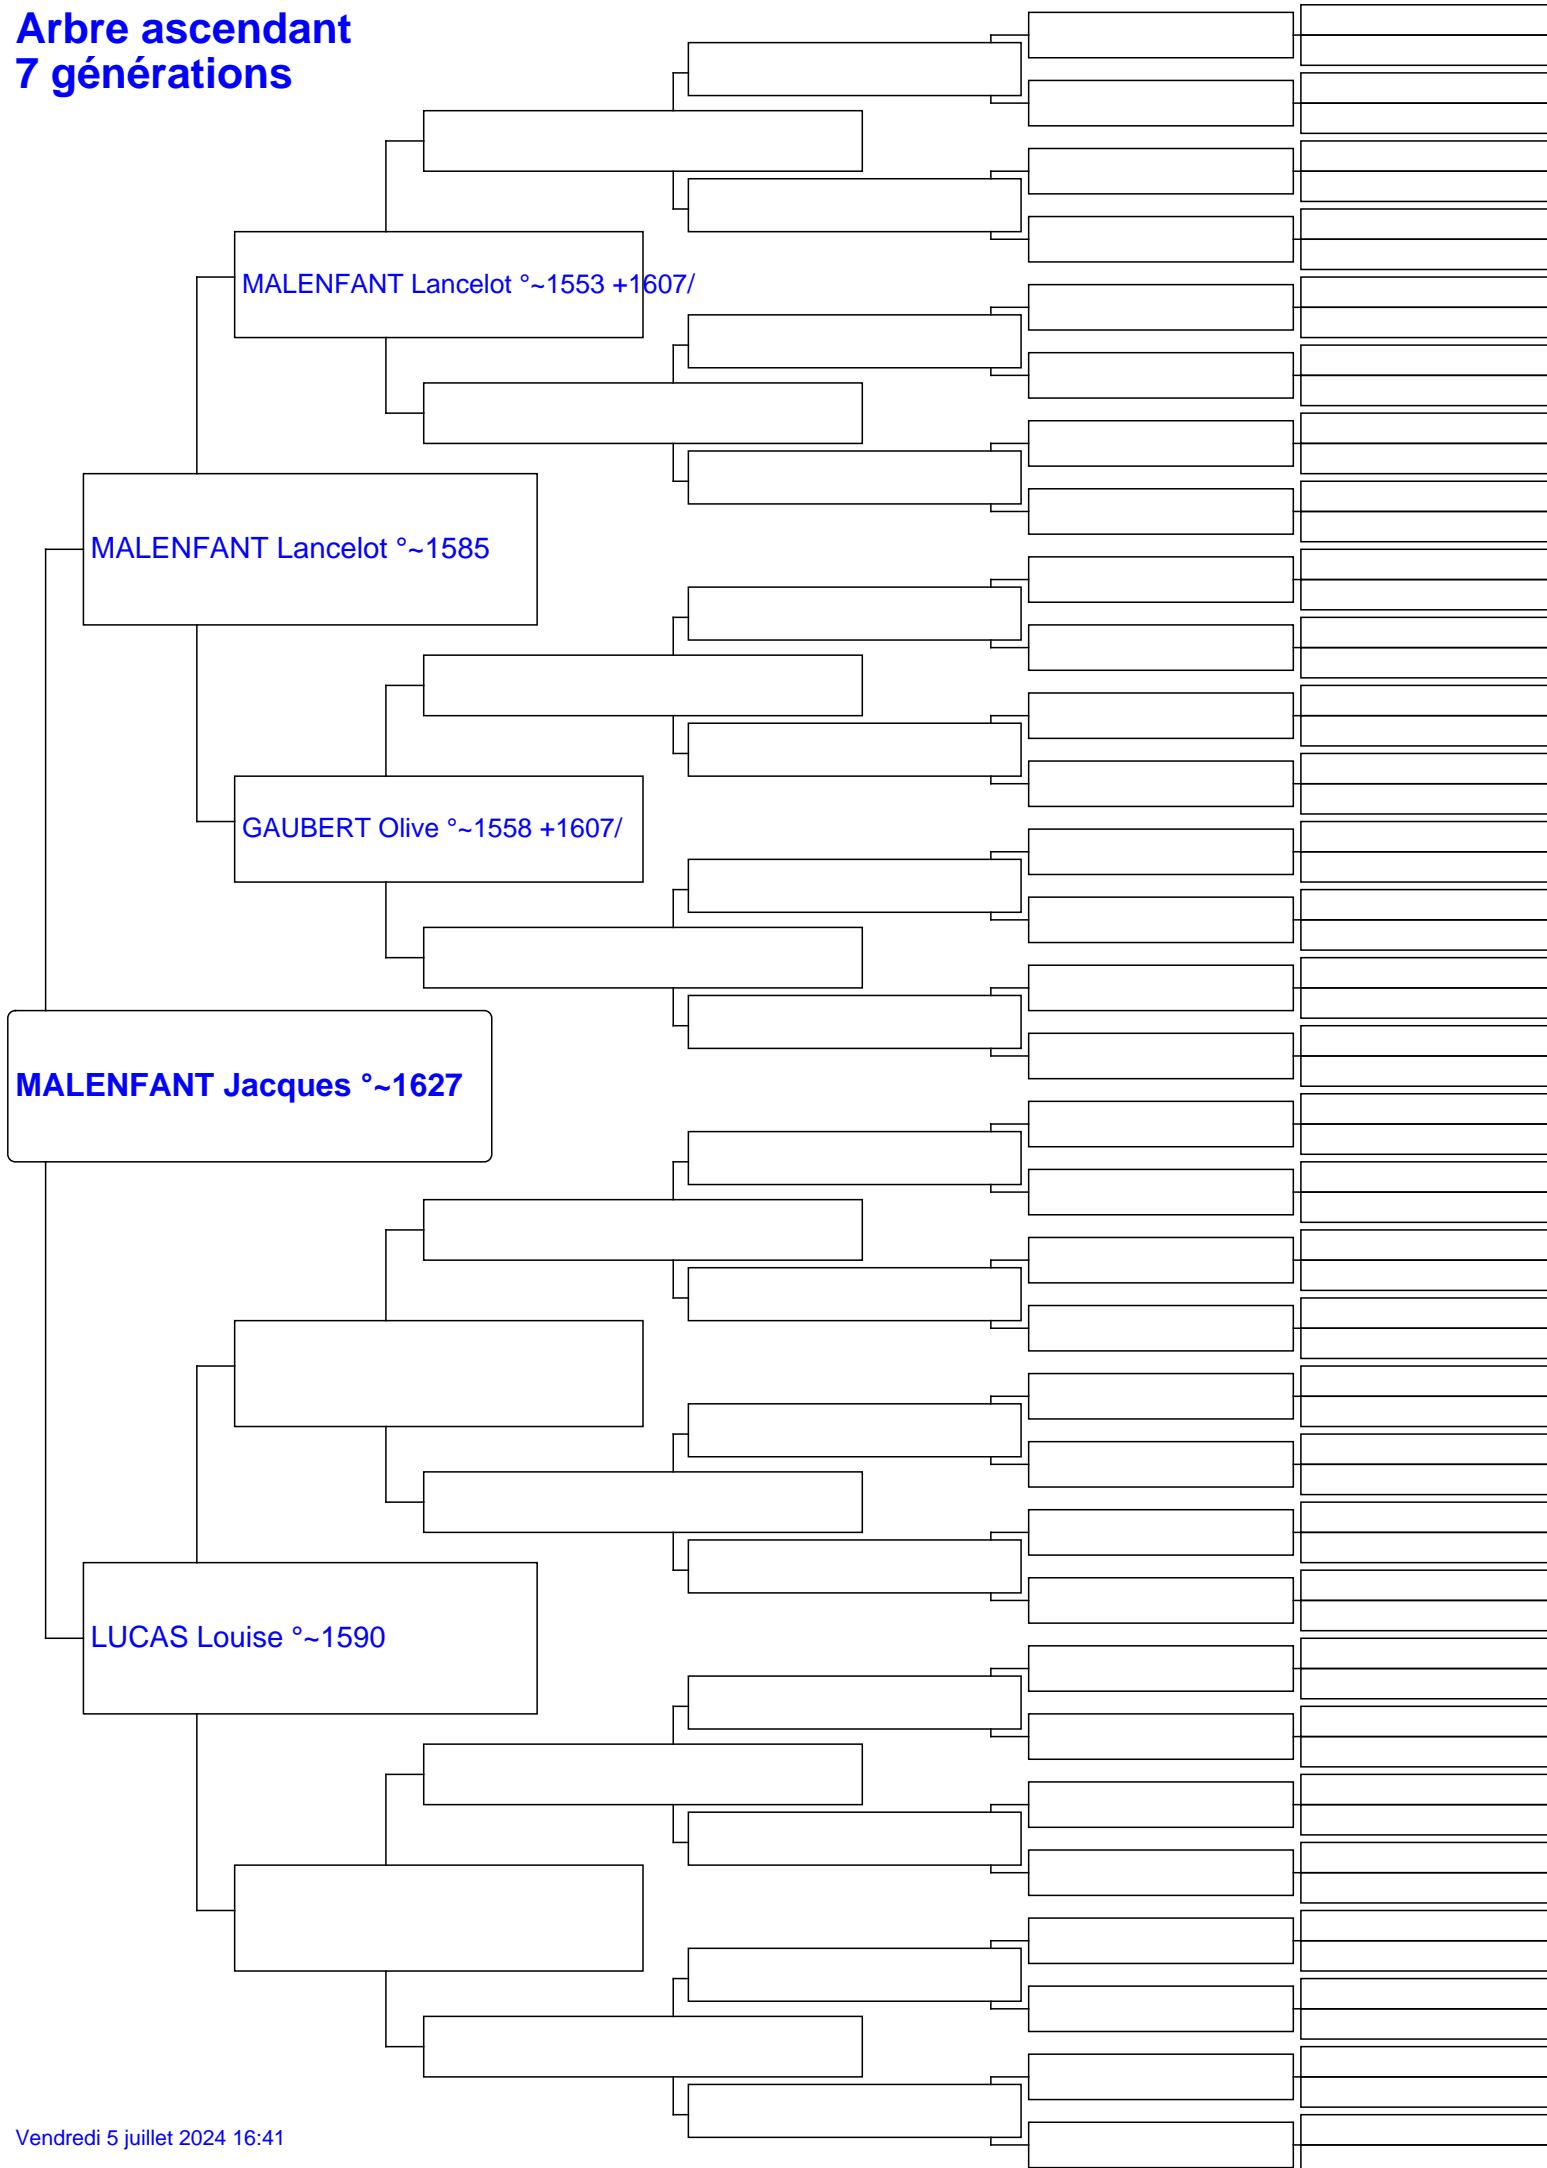 Arbre ascendant
7 générations
MALENFANT Lancelot °~1553 +1607/
MALENFANT Lancelot °~1585
GAUBERT Olive °~1558 +1607/
MALENFANT Jacques °~1627
LUCAS Louise °~1590
Vendredi 5 juillet 2024 16:41